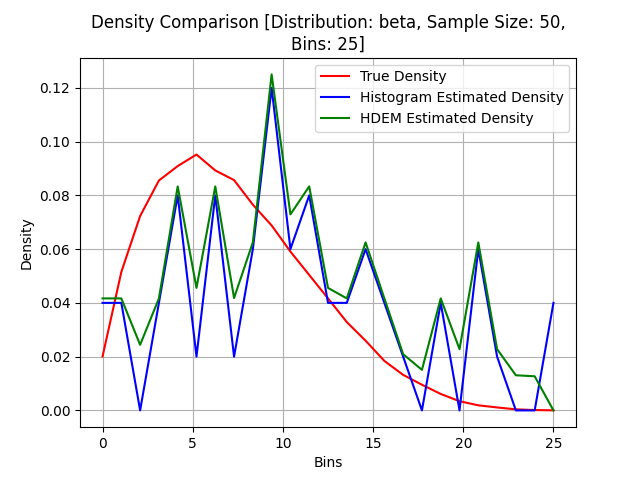 Density Comparison [Distribution: beta, Sample Size: 50,
Bins: 25]
True Density
Histogram Estimated Density
HDEM Estimated Density
Density
0.12
0.10
0.08
0.06
0.04
0.02
0.00
0 5 10 15 20 25
Bins